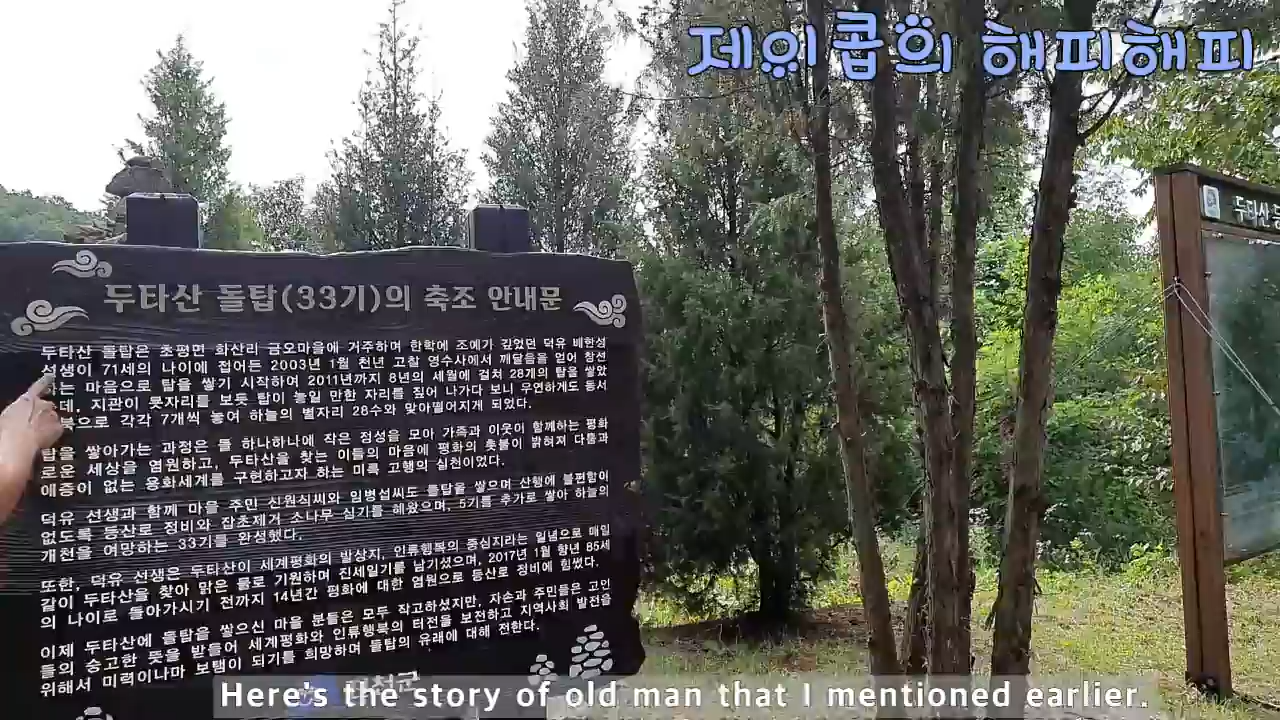 제이콥의 해피해피
두타산
두타산 돌탑(33기)의 축조 안내문
두타산 돌탑은 초평면 화산리 금오마을에 거주하며 한학에 조예가 깊었던 덕유
선생이 71세의 나이에 접어든 2003년 1월 천년 고찰 영수사에서 깨달음을 얻어 참선
는 마음으로 탑을 쌓기 시작하여 2011년까지 8년의 세월에 걸쳐 28개의 탑을 쌓았
데, 지관이 묫자리를 보듯 탑이 놓일 만한 자리를 짚어 나가다 보니 우연하게도 동서
북으로 각각 7개씩 놓여 하늘의 별자리 28수와 맞아떨어지게 되었다.
탑을 쌓아가는 과정은 돌 하나하나에 작은 정성을 모아 가족과 이웃이 함께하는 평화
로운 세상을 염원하고, 두타산을 찾는 이들의 마음에 평화의 촛불이 밝혀져 다툼과
애증이 없는 용화세계를 구현하고자 하는 미륵 고행의 실천이었다.
덕유 선생과 함께 마을 주민 신원식씨와 임병섭씨도 돌탑을 쌓으며 산행에 불편함이
없도록 등산로 정비와 잡초제거 소나무 심기를 해왔으며, 5기를 추가로 쌓아 하늘의
개천을 어망하는 33기를 완성했다.
또한, 덕유 선생은 두타산이 세계평화의 발상지, 인류행복의 중심지라는 일념으로 매일
같이 두타산을 찾아 맑은 물로 기원하며 진세일기를 남기셨으며, 2017년 1월 향년 85세
의 나이로 돌아가시기 전까지 14년간 평화에 대한 염원으로 등산로 정비에 힘썼다.
이제 두타산에 돌탑을 쌓으신 마을 분들은 모두 작고하셨지만, 자손과 주민들은 고인
들의 숭고한 뜻을 받들어 세계평화와 인류행복의 터전을 보전하고 지역사회 발전을
위해서 미력이나마 보탬이 되기를 희망하며 돌탑의 유래에 대해 전한다.
Here's the story of old man that I mentioned earlier.